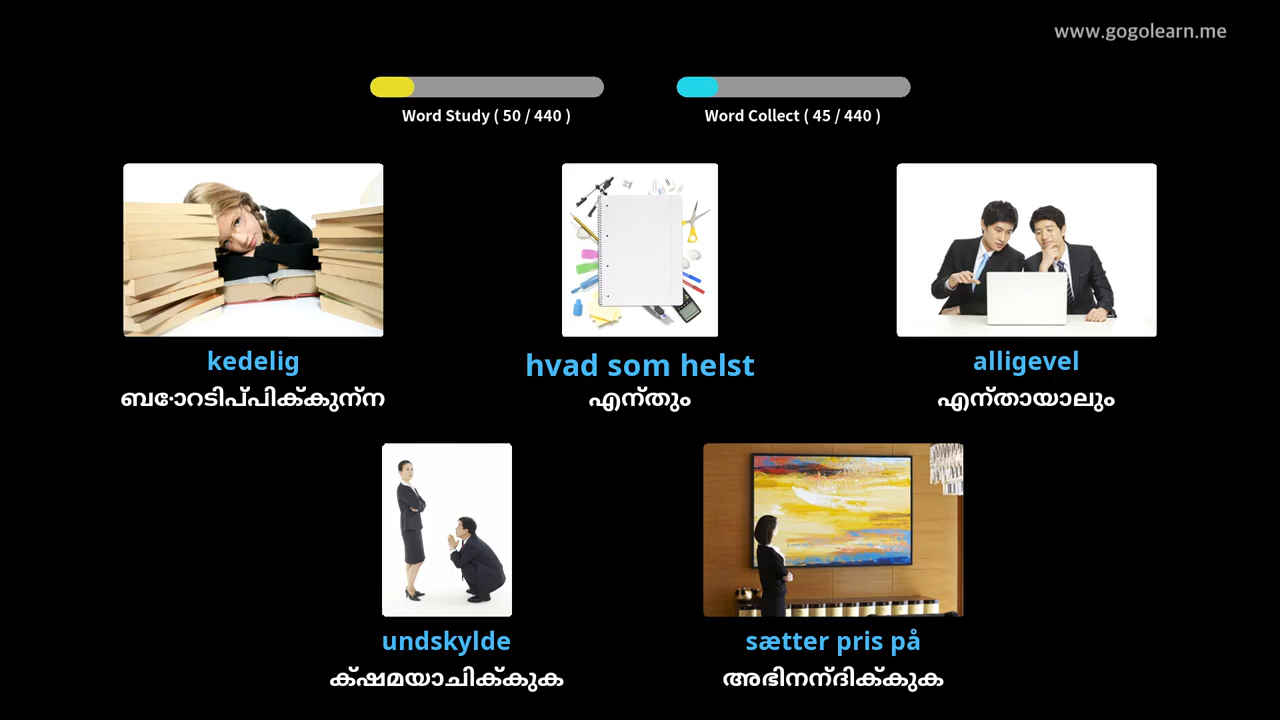 www.gogolearn.me
Word Study ( 50 / 440 )
Word Collect ( 45 / 440 )
kedelig
ബോറടിപ്പിക്കുന്ന
hvad som helst
എന്തും
alligevel
എന്തായാലും
undskylde
ക്ഷമയാചിക്കുക
sætter pris på
അഭിനന്ദിക്കുക